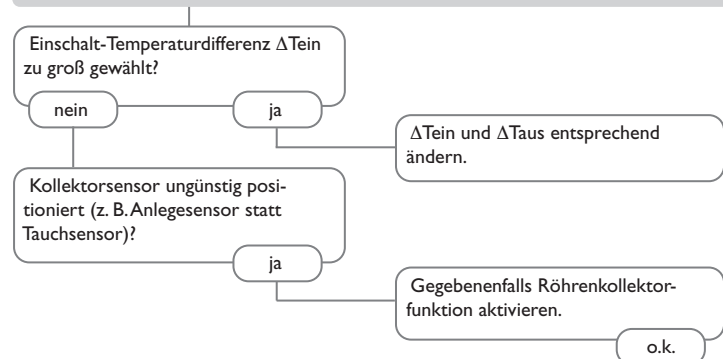 Einschalt-Temperaturdifferenz ΔTein
zu groß gewählt?
nein
ja
ΔTein und ΔTaus entsprechend
ändern.
Kollektorsensor ungünstig posi-
tioniert (z. B. Anlegesensor statt
Tauchsensor)?
ja
Gegebenenfalls Röhrenkollektor-
funktion aktivieren.
o.k.